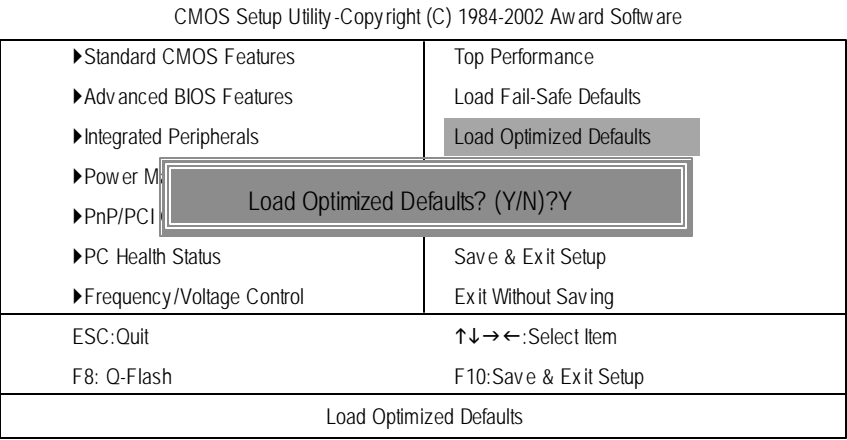 CMOS Setup Utility-Copyright (C) 1984-2002 Award Software
▶Standard CMOS Features Top Performance
▶Advanced BIOS Features Load Fail-Safe Defaults
▶Integrated Peripherals Load Optimized Defaults
▶Power M
Load Optimized Defaults? (Y/N)?Y
▶PnP/PCI
▶PC Health Status Save & Exit Setup
▶Frequency/Voltage Control Exit Without Saving
ESC:Quit ↑↓→←:Select Item
F8: Q-Flash F10:Save & Exit Setup
Load Optimized Defaults